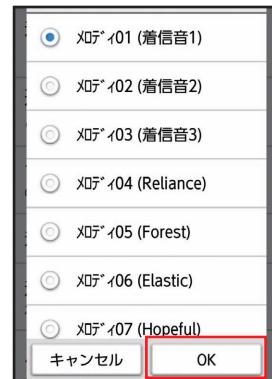 ﾒﾛﾃﾞｨ01 (着信音1)
ﾒﾛﾃﾞｨ02 (着信音2)
ﾒﾛﾃﾞｨ03 (着信音3)
ﾒﾛﾃﾞｨ04 (Reliance)
ﾒﾛﾃﾞｨ05 (Forest)
ﾒﾛﾃﾞｨ06 (Elastic)
ﾒﾛﾃﾞｨ07 (Hopeful)
キャンセル OK